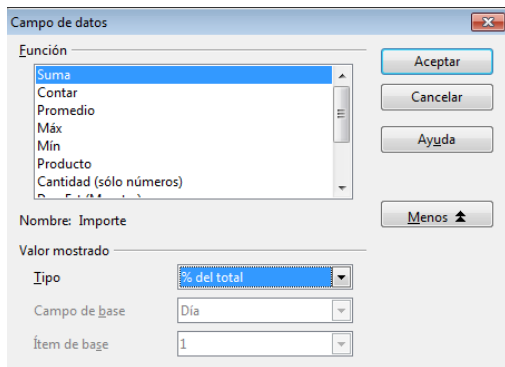 Campo de datos
Función
Suma
Contar
Promedio
Máx
Mín
Producto
Cantidad (sólo números)
Aceptar
Cancelar
Ayuda
Menos
Nombre: Importe
Valor mostrado
Tipo % del total
Campo de base Día
Ítem de base 1